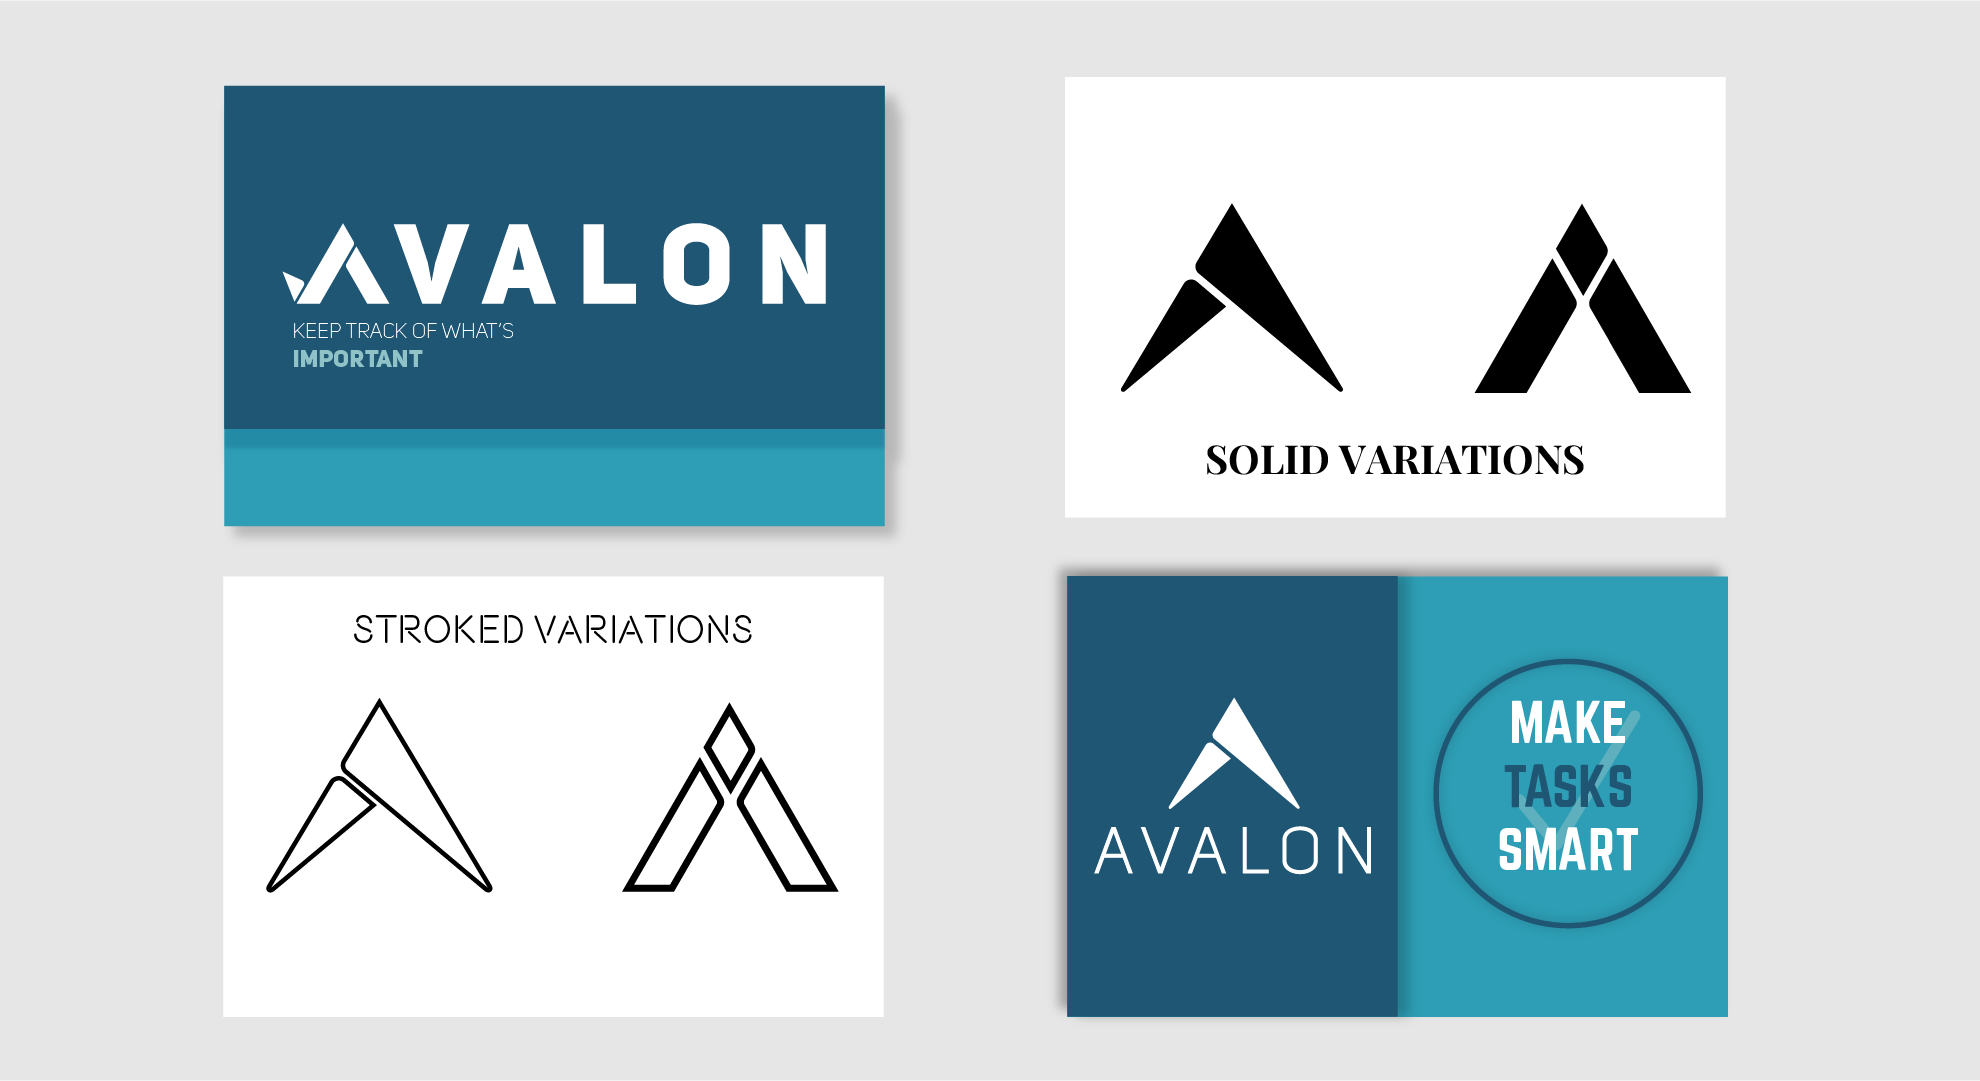 AVALON
KEEP TRACK OF WHAT'S
IMPORTANT
SOLID VARIATIONS
STROKED VARIATIONS
AVALON
MAKE
TASKS
SMART